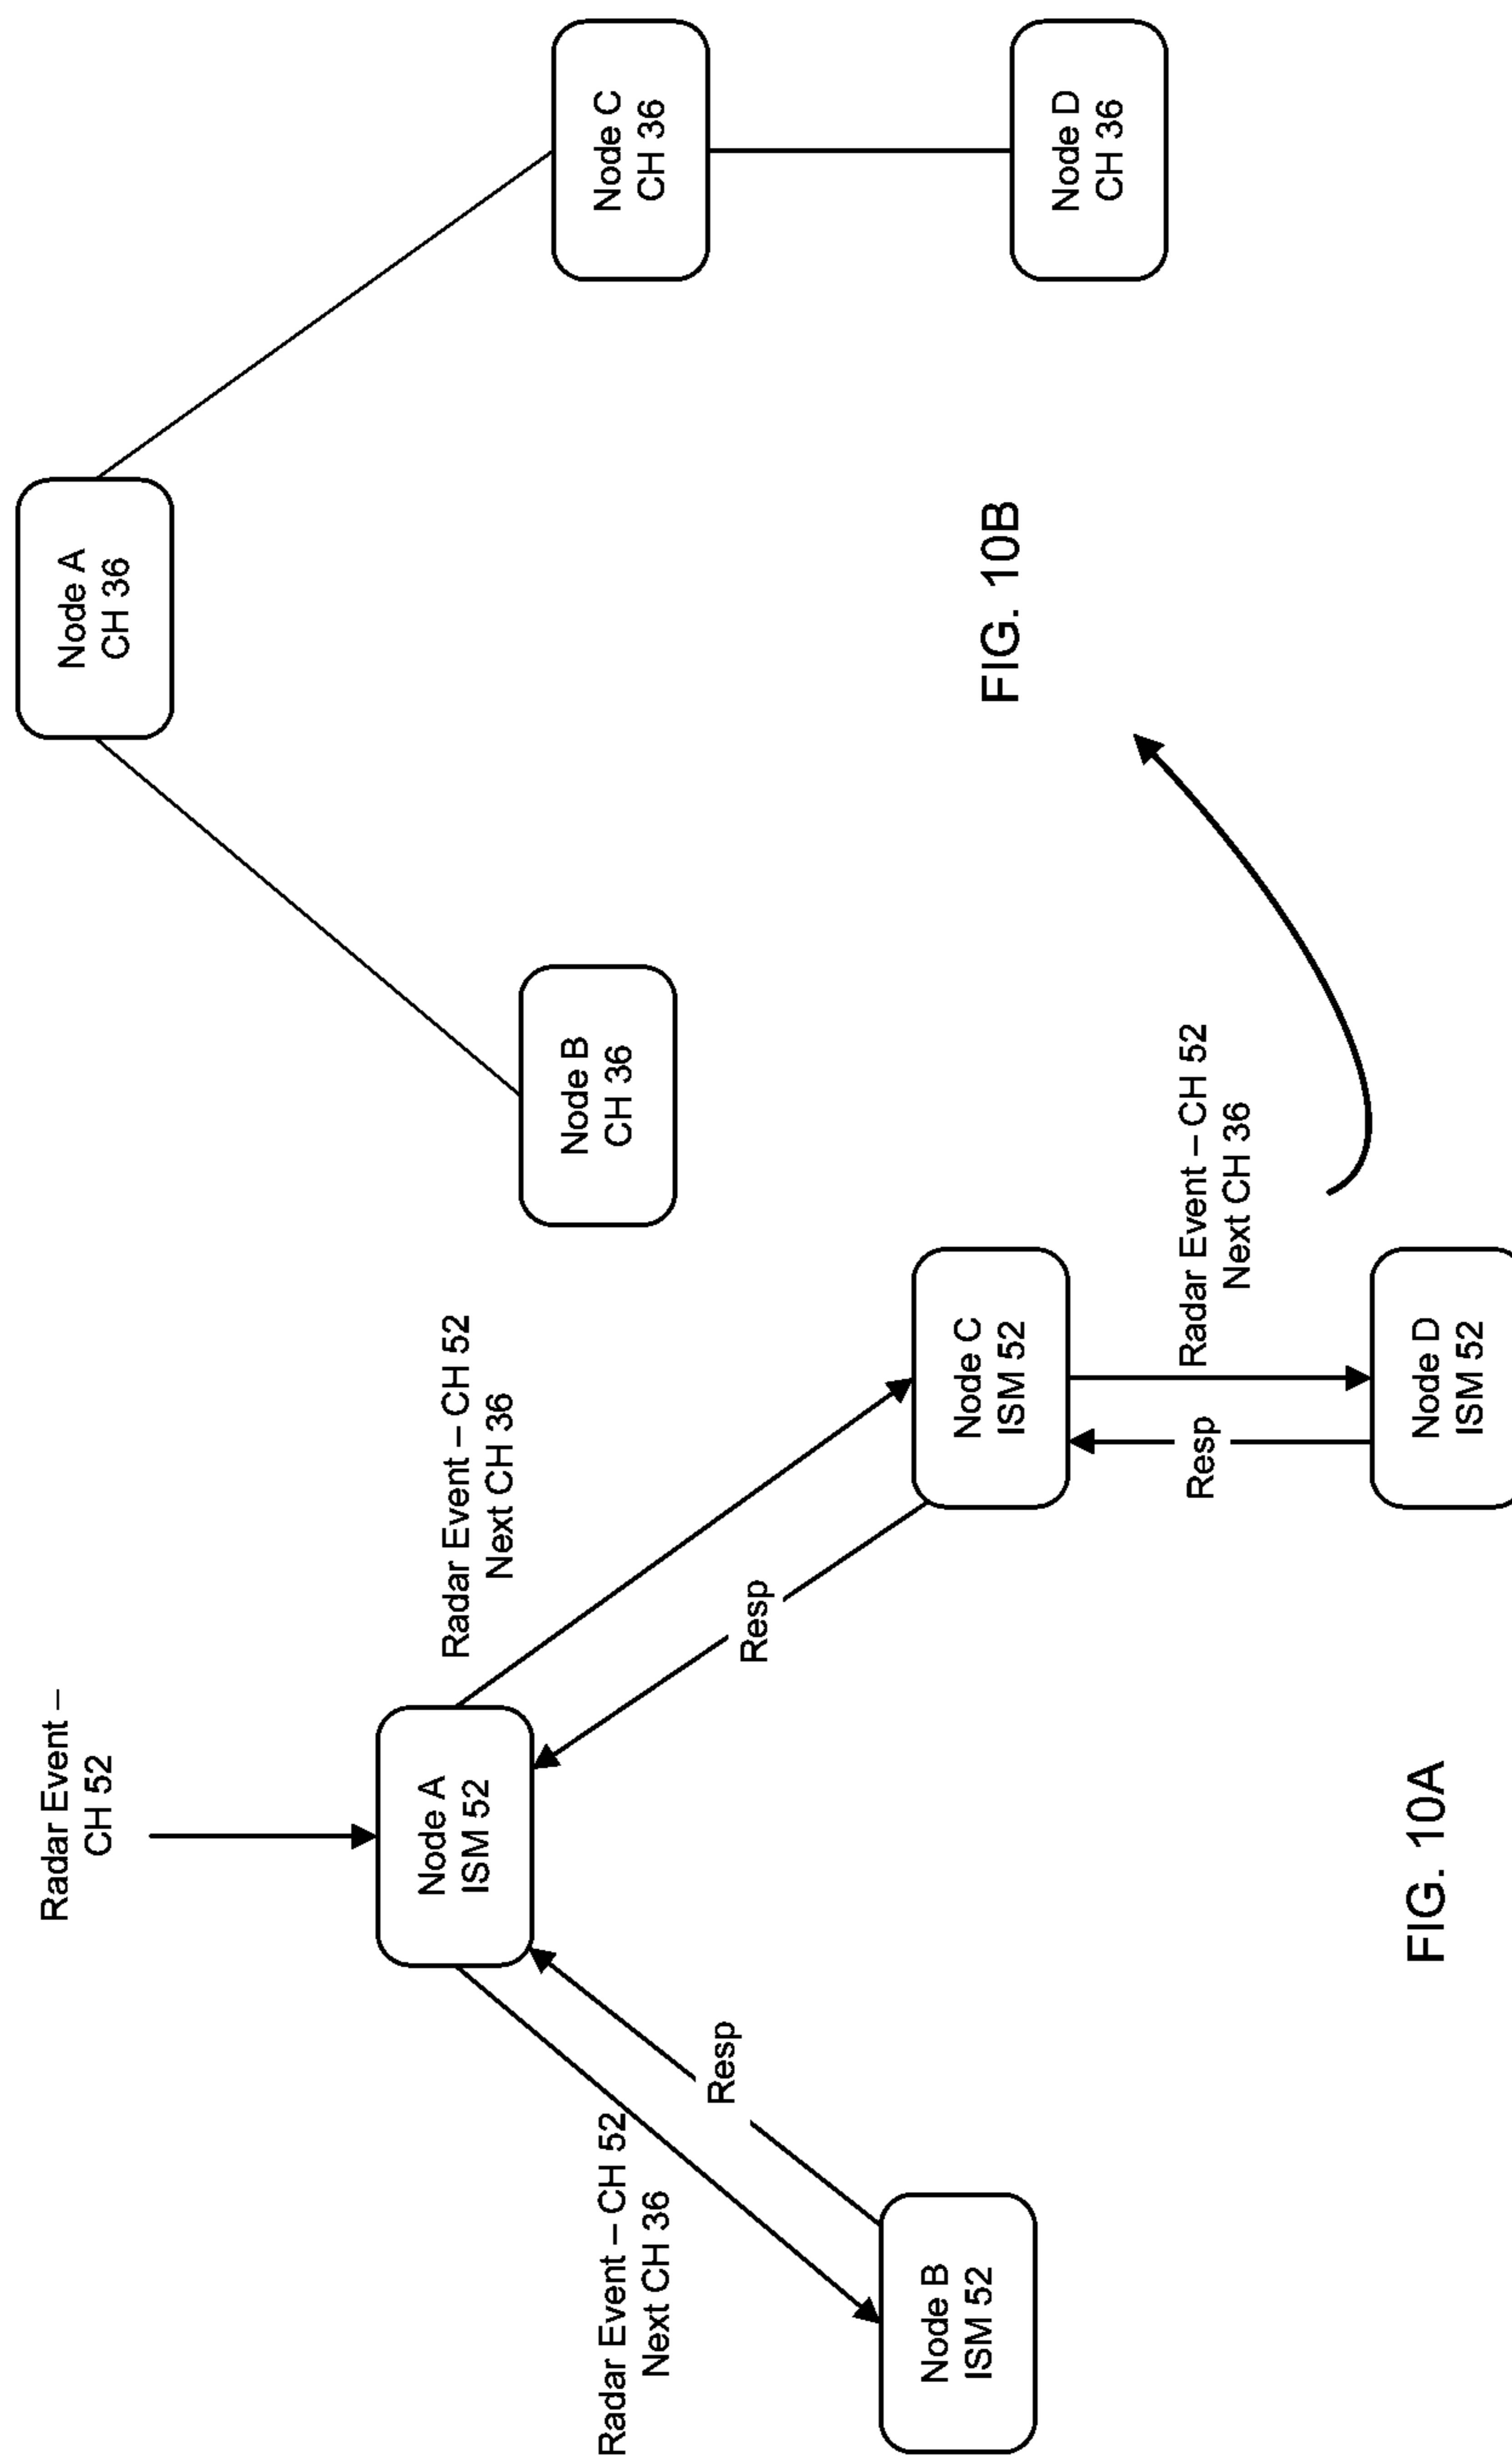 Radar Event –
CH 52
Node A
ISM 52
Radar Event – CH 52
Next CH 36
Radar Event – CH 52
Next CH 36
Resp
Resp
Node B
ISM 52
Node C
ISM 52
Resp
Radar Event – CH 52
Next CH 36
Node D
ISM 52
FIG. 10A
Node A
CH 36
Node B
CH 36
Node C
CH 36
Node D
CH 36
FIG. 10B